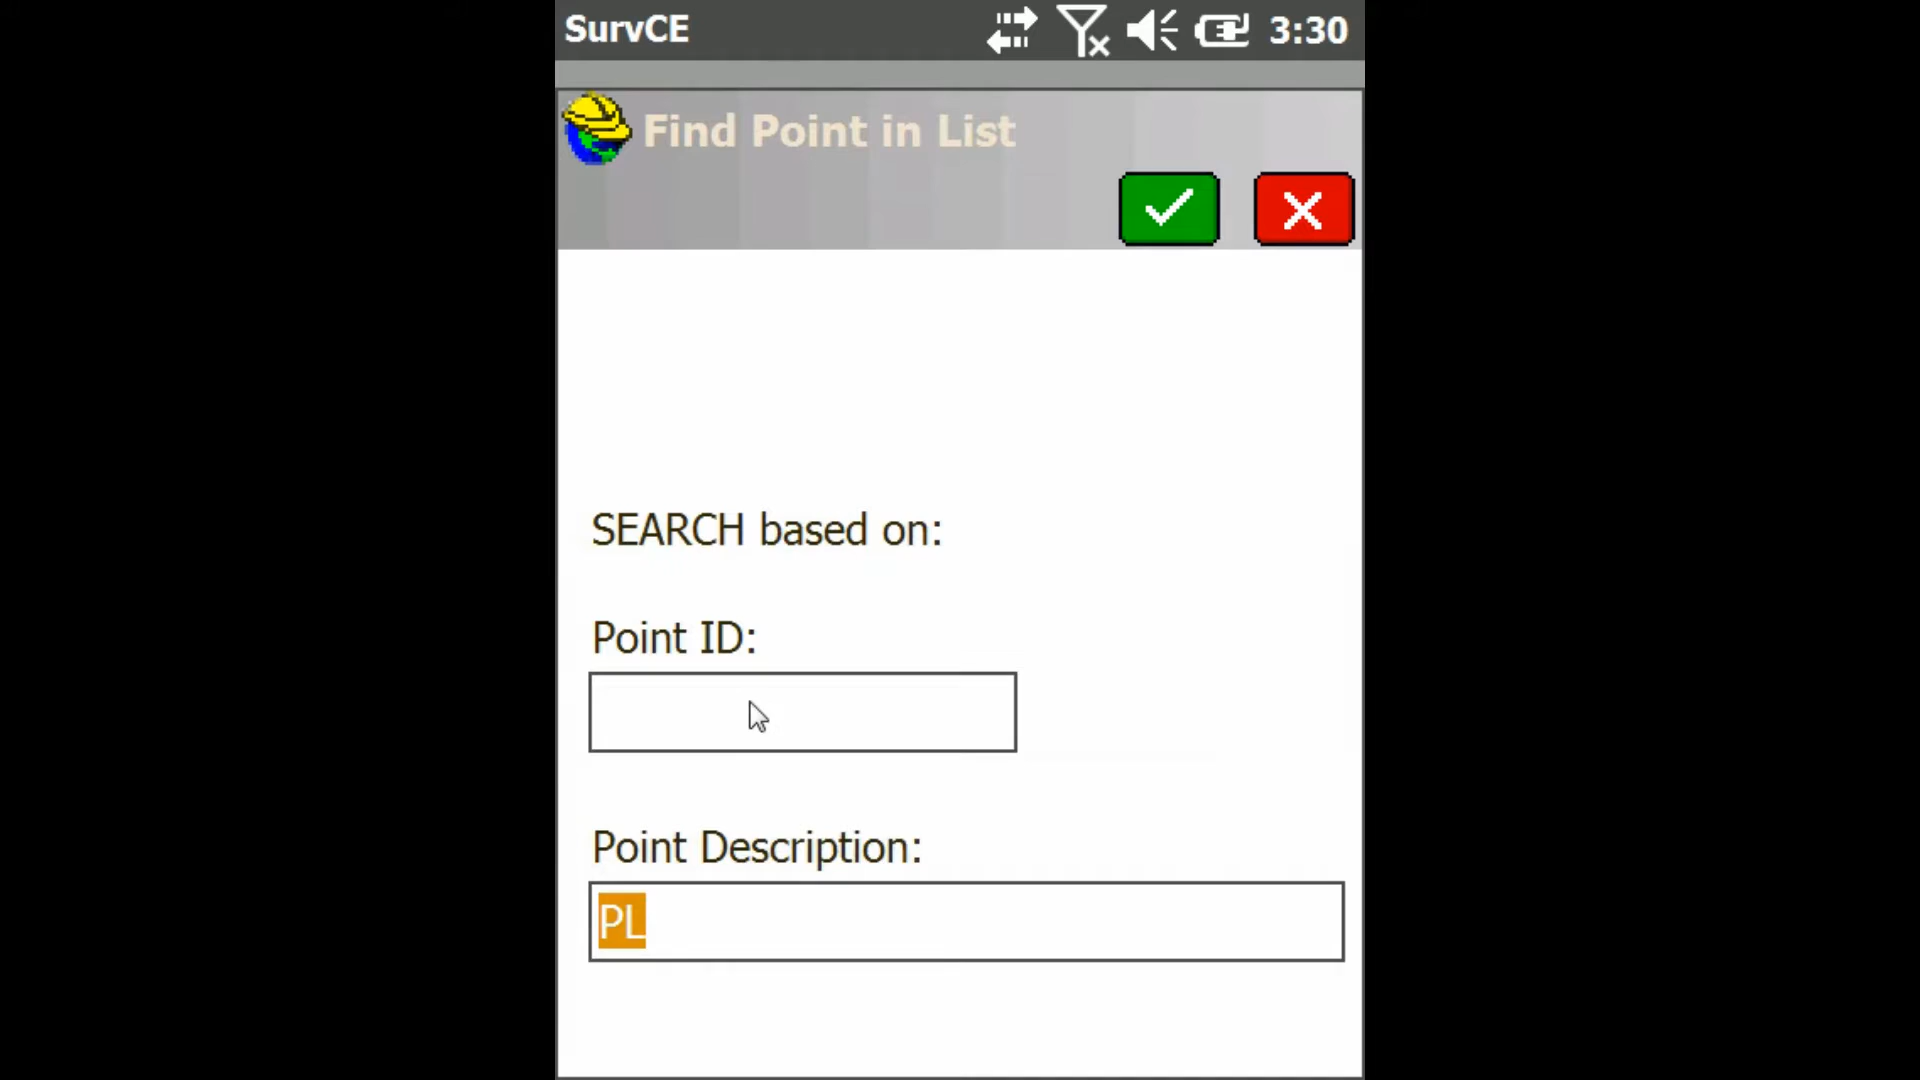 SurvCE 3:30
Find Point in List
SEARCH based on:
Point ID:
Point Description:
PL